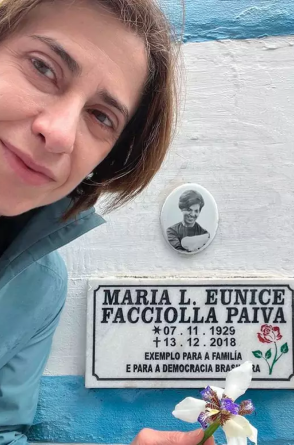 MARIA L. EUNICE
FACCIOLLA PAIVA
*07.11.1929
†13.12.2018
EXEMPLO PARA A FAMÍLIA
E PARA A DEMOCRACIA BRASILEIRA